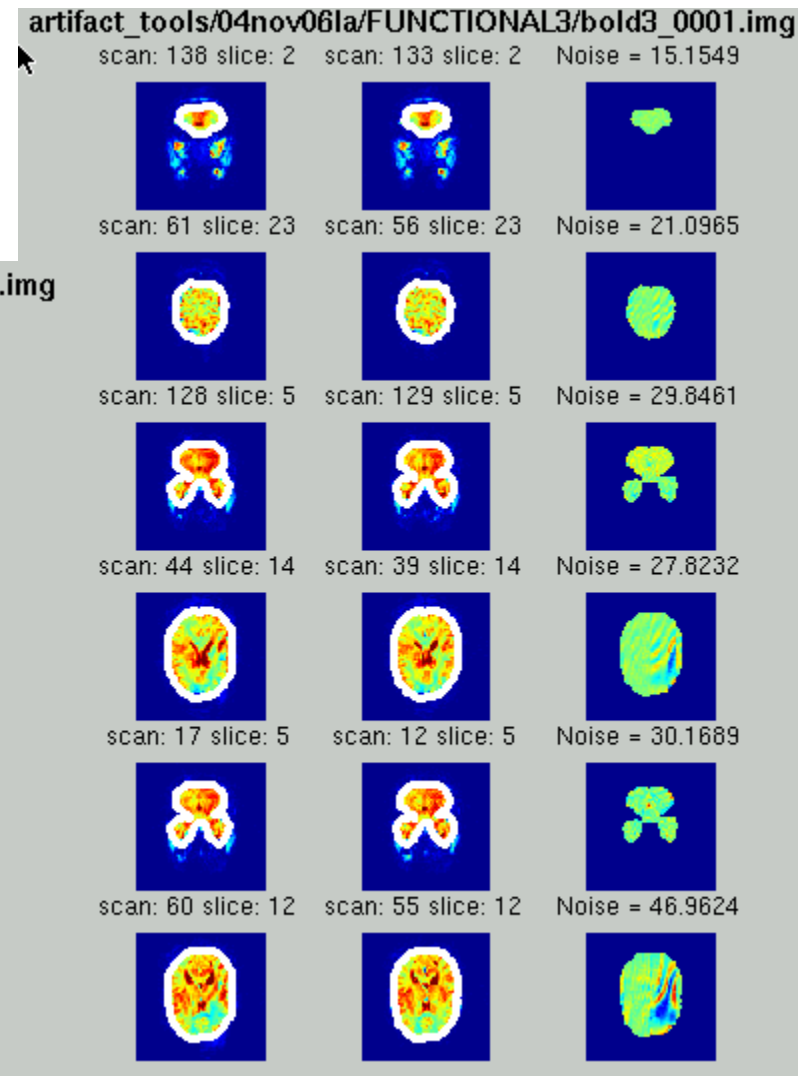 artifact_tools/04nov06la/FUNCTIONAL3/bold3_0001.img
scan: 138 slice: 2 scan: 133 slice: 2 Noise = 15.1549
scan: 61 slice: 23 scan: 56 slice: 23 Noise = 21.0965
.img
scan: 128 slice: 5 scan: 129 slice: 5 Noise = 29.8461
scan: 44 slice: 14 scan: 39 slice: 14 Noise = 27.8232
scan: 17 slice: 5 scan: 12 slice: 5 Noise = 30.1689
scan: 60 slice: 12 scan: 55 slice: 12 Noise = 46.9624